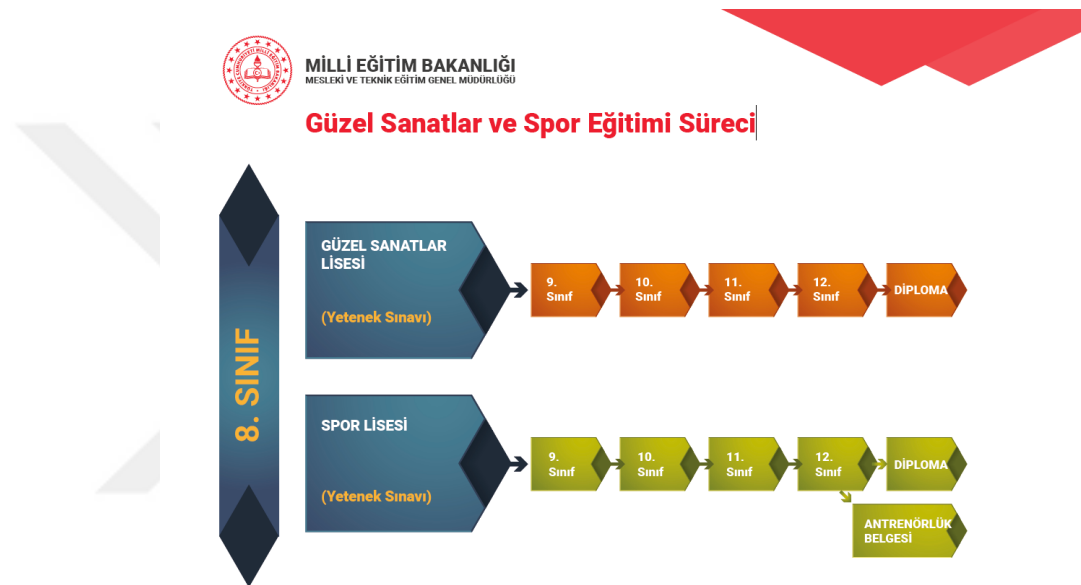 MİLLİ EĞİTİM BAKANLIĞI
MESLEKİ VE TEKNİK EĞİTİM GENEL MÜDÜRLÜĞÜ
Güzel Sanatlar ve Spor Eğitimi Süreci
8. SINIF
GÜZEL SANATLAR
LİSESİ
(Yetenek Sınavı)
9.
Sınıf
10.
Sınıf
11.
Sınıf
12.
Sınıf
DİPLOMA
SPOR LİSESİ
(Yetenek Sınavı)
9.
Sınıf
10.
Sınıf
11.
Sınıf
12.
Sınıf
DİPLOMA
ANTRENÖRLÜK
BELGESİ